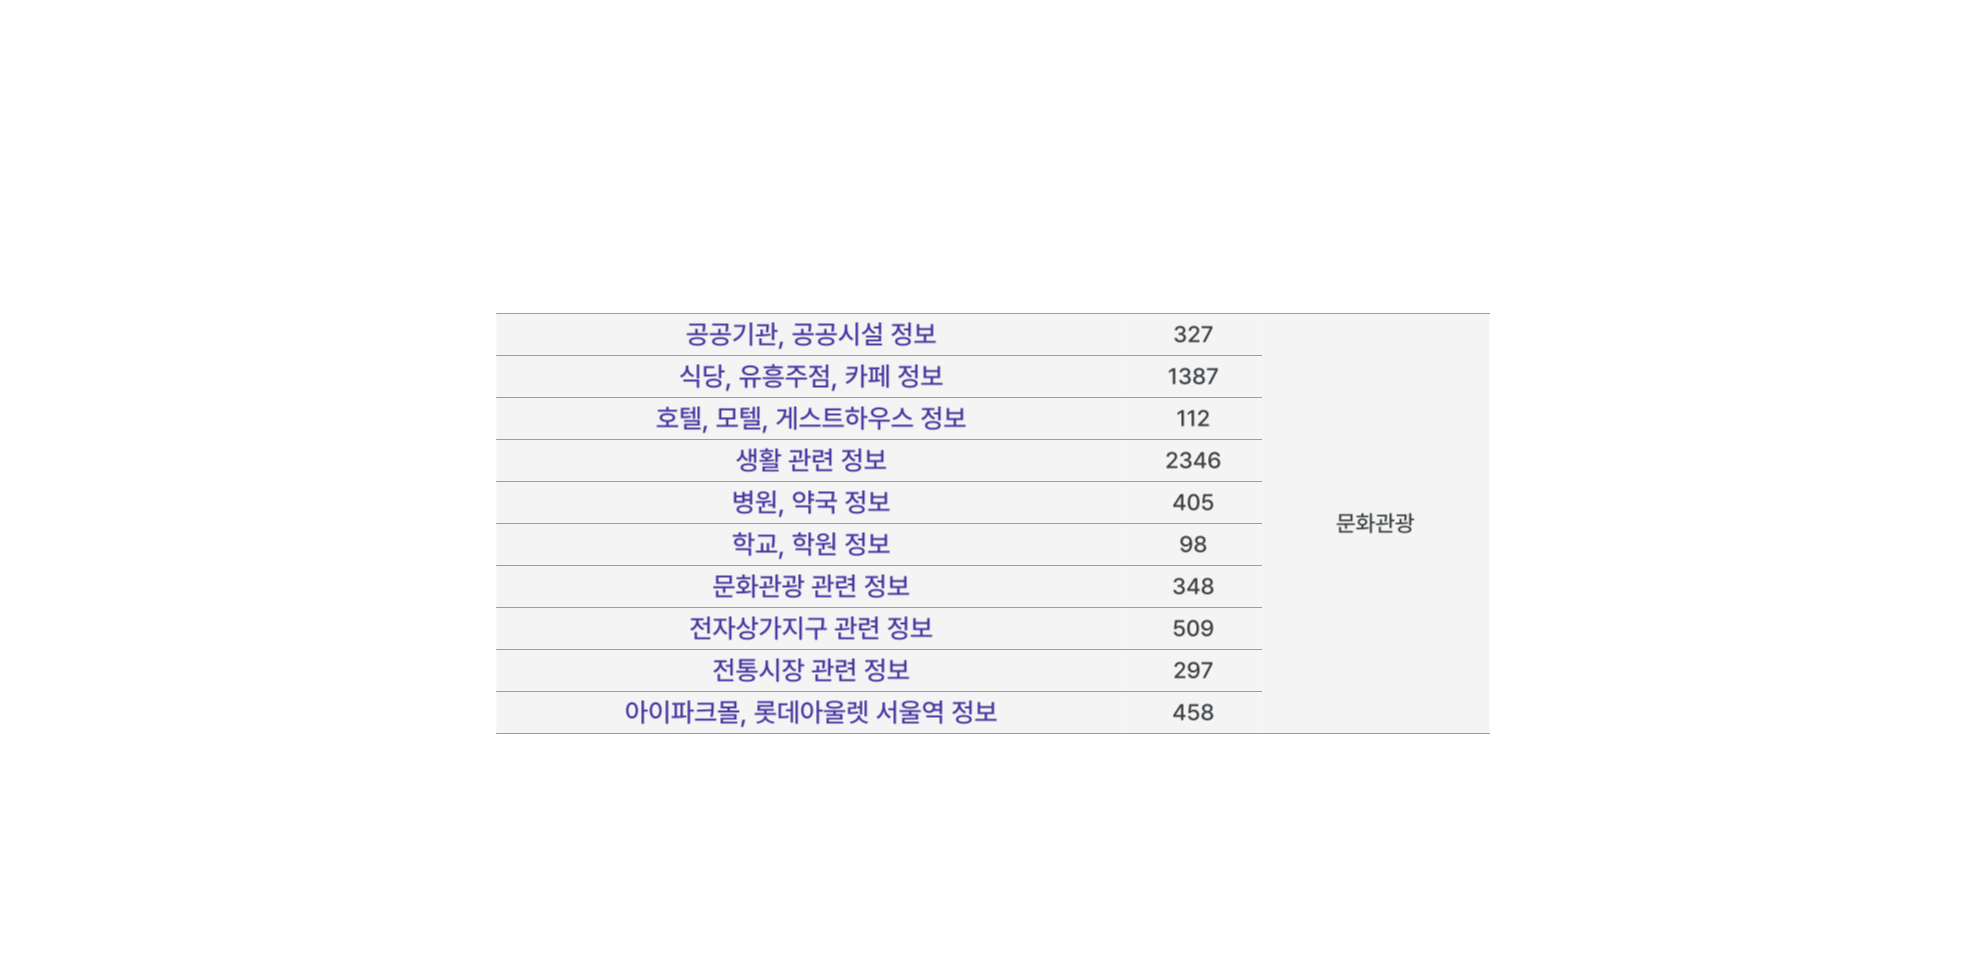 공공기관, 공공시설 정보 327
식당, 유흥주점, 카페 정보 1387
호텔, 모텔, 게스트하우스 정보 112
생활 관련 정보 2346
병원, 약국 정보 405
문화관광
학교, 학원 정보 98
문화관광 관련 정보 348
전자상가지구 관련 정보 509
전통시장 관련 정보 297
아이파크몰, 롯데아울렛 서울역 정보 458